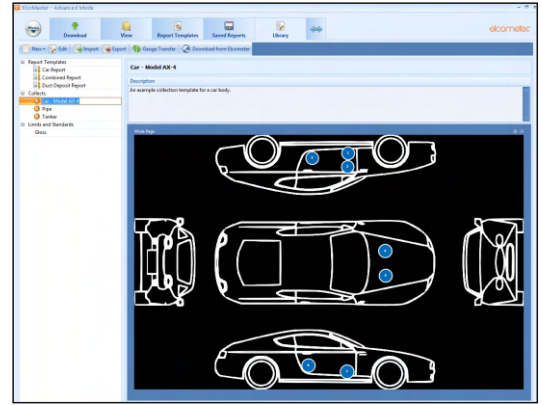 ElcoMaster - Advanced Mode
Download
View
Report Templates
Saved Reports
Library
elcometer
New
Edit
Import
Export
Gauge Transfer
Download from Elcometer
Report Templates
Car Report
Combined Report
Dust Deposit Report
Collects
Car - Model AX-4
Pipe
Tanker
Limits and Standards
Gloss
Car - Model AX-4
Description
An example collection template for a car body.
Whole Page